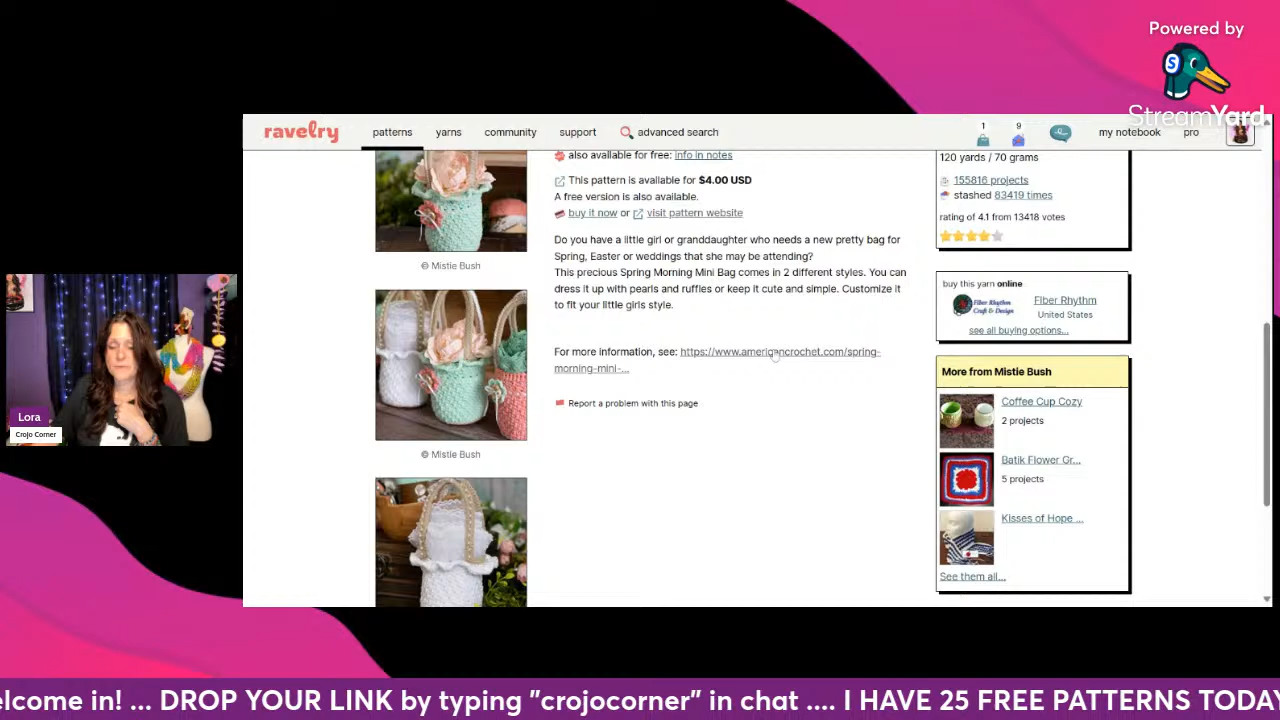 Powered by
S
StreamYard
ravelry
patterns
yarns
community
support
advanced search
1
9
my notebook
pro
also available for free: info in notes
This pattern is available for $4.00 USD
A free version is also available.
buy it now or visit pattern website
Do you have a little girl or granddaughter who needs a new pretty bag for
Spring, Easter or weddings that she may be attending?
This precious Spring Morning Mini Bag comes in 2 different styles. You can
dress it up with pearls and ruffles or keep it cute and simple. Customize it
to fit your little girls style.
For more information, see: https://www.americancrochet.com/spring-
morning-mini-...
Report a problem with this page
© Mistie Bush
© Mistie Bush
120 yards / 70 grams
155816 projects
stashed 83419 times
rating of 4.1 from 13418 votes
buy this yarn online
Fiber Rhythm
Craft & Design
Fiber Rhythm
United States
see all buying options...
More from Mistie Bush
Coffee Cup Cozy
2 projects
Batik Flower Gr...
5 projects
Kisses of Hope ...
See them all...
Lora
Crojo Corner
elcome in! ... DROP YOUR LINK by typing "crojocorner" in chat .... I HAVE 25 FREE PATTERNS TODA